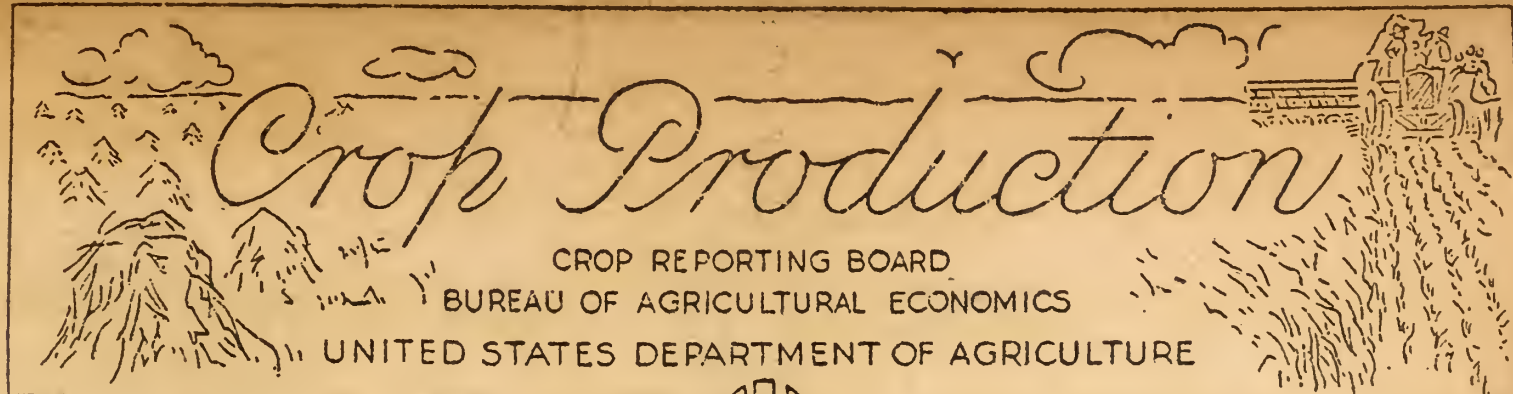 Crop Production
CROP REPORTING BOARD
BUREAU OF AGRICULTURAL ECONOMICS
UNITED STATES DEPARTMENT OF AGRICULTURE